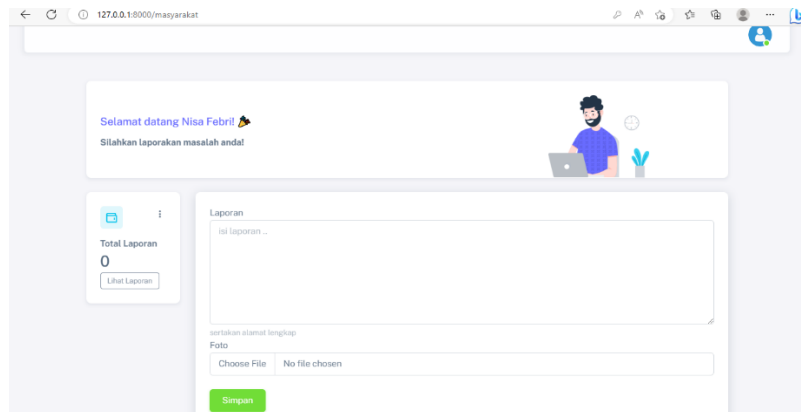 127.0.0.1:8000/masyarakat
Selamat datang Nisa Febri!
Silahkan laporakan masalah anda!
Total Laporan
0
Lihat Laporan
Laporan
isi laporan ..
sertakan alamat lengkap
Foto
Choose File No file chosen
Simpan